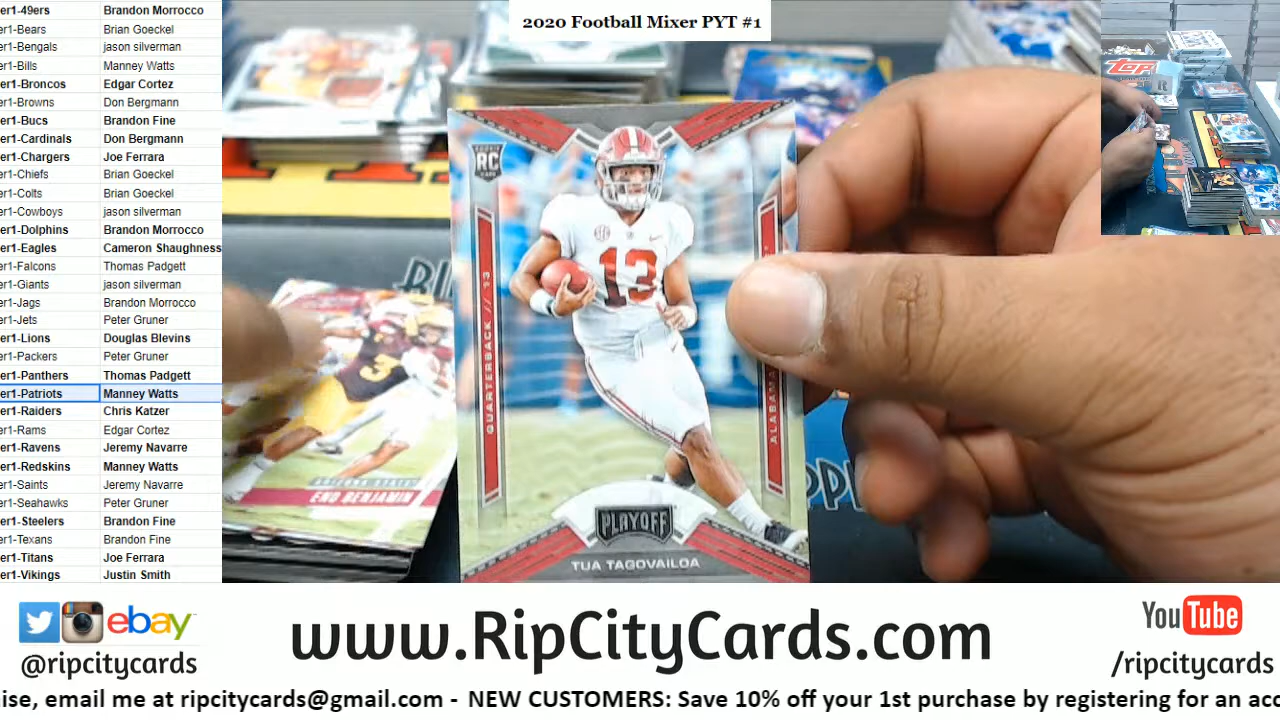 er1-49ers Brandon Morrocco
er1-Bears Brian Goeckel
er1-Bengals jason silverman
er1-Bills Manney Watts
er1-Broncos Edgar Cortez
er1-Browns Don Bergmann
er1-Bucs Brandon Fine
er1-Cardinals Don Bergmann
er1-Chargers Joe Ferrara
er1-Chiefs Brian Goeckel
er1-Colts Brian Goeckel
er1-Cowboys jason silverman
er1-Dolphins Brandon Morrocco
er1-Eagles Cameron Shaughness
er1-Falcons Thomas Padgett
er1-Giants jason silverman
er1-Jags Brandon Morrocco
er1-Jets Peter Gruner
er1-Lions Douglas Blevins
er1-Packers Peter Gruner
er1-Panthers Thomas Padgett
er1-Patriots Manney Watts
er1-Raiders Chris Katzer
er1-Rams Edgar Cortez
er1-Ravens Jeremy Navarre
er1-Redskins Manney Watts
er1-Saints Jeremy Navarre
er1-Seahawks Peter Gruner
er1-Steelers Brandon Fine
er1-Texans Brandon Fine
er1-Titans Joe Ferrara
er1-Vikings Justin Smith
2020 Football Mixer PYT #1
RC
QUARTERBACK // 13
13
ALABAMA
PLAYOFF
TUA TAGOVAILOA
3
ARIZONA STATE
ENO BENJAMIN
ebay
@ripcitycards
www.RipCityCards.com
YouTube
/ripcitycards
ise, email me at ripcitycards@gmail.com - NEW CUSTOMERS: Save 10% off your 1st purchase by registering for an acc